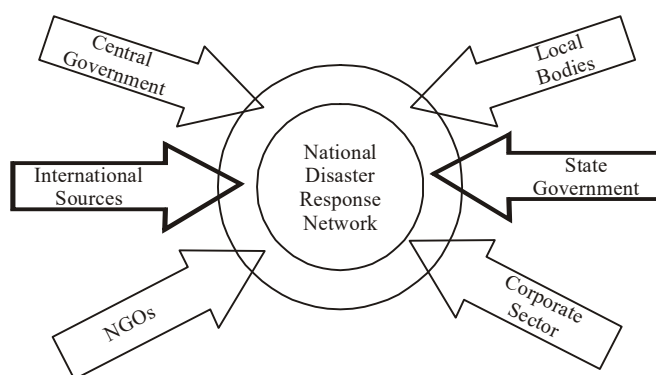 Central
Government
Local
Bodies
International
Sources
National
Disaster
Response
Network
State
Government
NGOs
Corporate
Sector